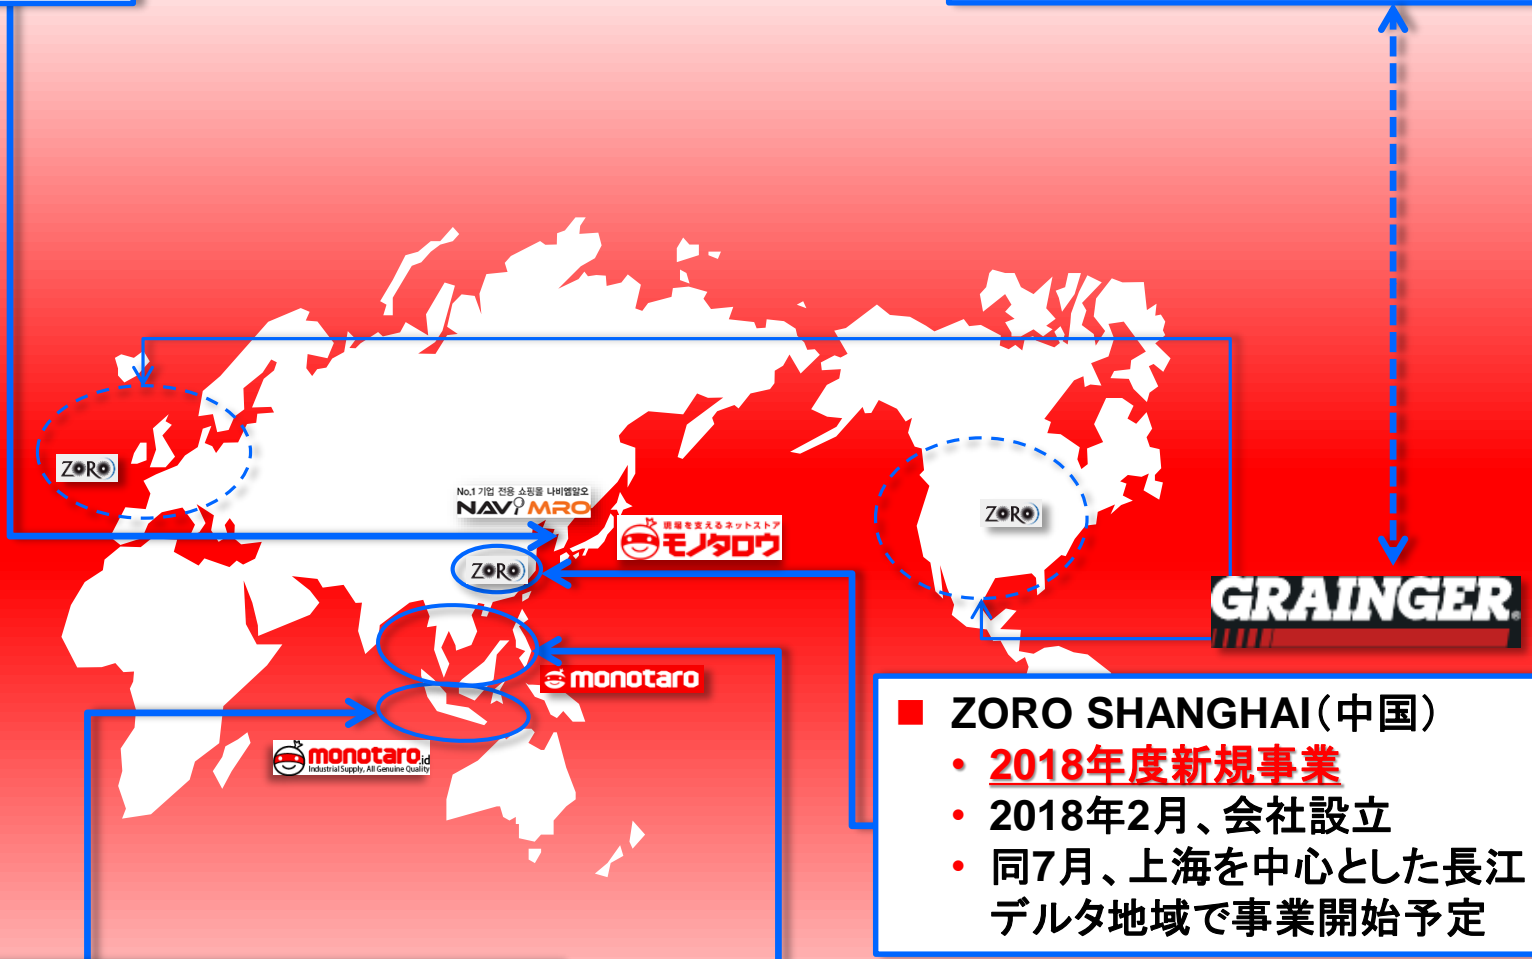 ZORO
No.1 기업 전용 쇼핑몰 나비엠알오
NAVIMRO
現場を支えるネットストア
モノタロウ
ZORO
ZORO
GRAINGER®
monotaro
monotaro.id
Industrial Supply, All Genuine Quality
■ ZORO SHANGHAI（中国）
• 2018年度新規事業
• 2018年2月、会社設立
• 同7月、上海を中心とした長江
デルタ地域で事業開始予定